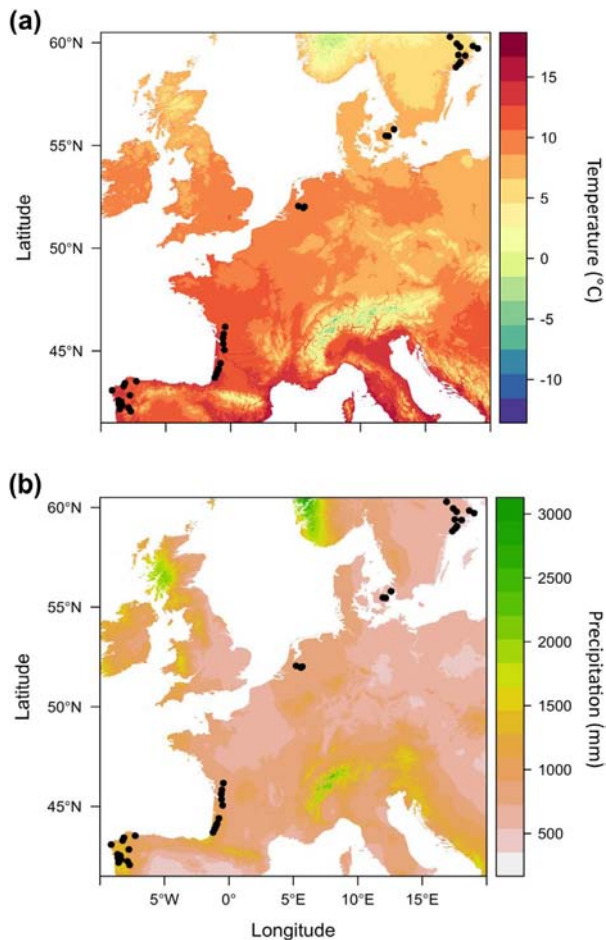 (a)
60°N
55°N
50°N
45°N
Latitude
15
10
5
0
-5
-10
Temperature (°C)
(b)
60°N
55°N
50°N
45°N
Latitude
5°W
0°
5°E
10°E
15°E
Longitude
3000
2500
2000
1500
1000
500
Precipitation (mm)